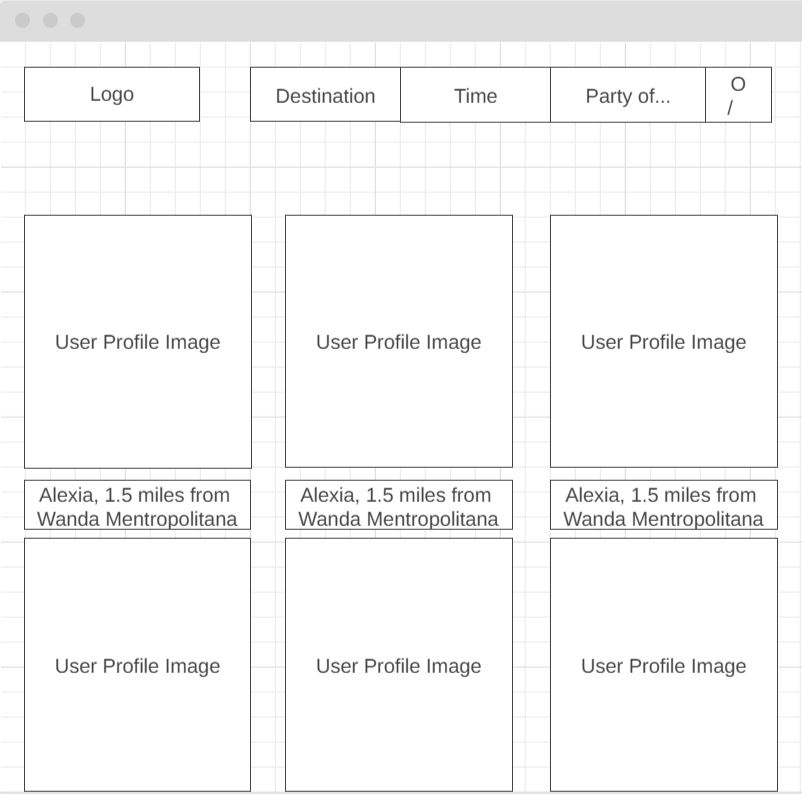 Logo
Destination
Time
Party of...
O
/
User Profile Image
User Profile Image
User Profile Image
Alexia, 1.5 miles from
Wanda Mentropolitana
Alexia, 1.5 miles from
Wanda Mentropolitana
Alexia, 1.5 miles from
Wanda Mentropolitana
User Profile Image
User Profile Image
User Profile Image